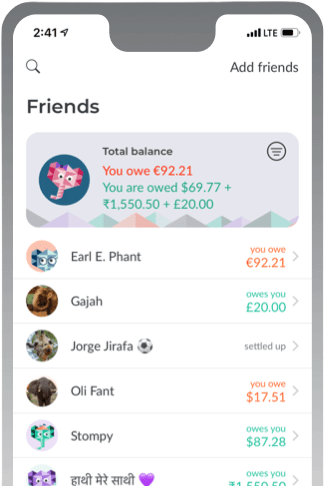 2:41 LTE
Add friends
Friends
Total balance
You owe €92.21
You are owed $69.77 +
₹1,550.50 + £20.00
Earl E. Phant
you owe
€92.21
Gajah
owes you
£20.00
Jorge Jirafa ⚽
settled up
Oli Fant
you owe
$17.51
Stompy
owes you
$87.28
हाथी मेरे साथी 💜
owes you
₹1,550.50